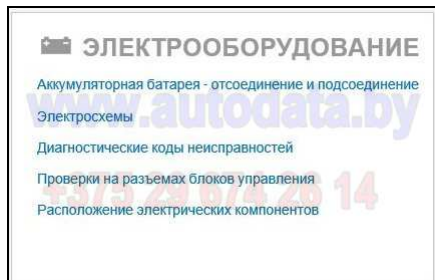 ЭЛЕКТРООБОРУДОВАНИЕ
Аккумуляторная батарея - отсоединение и подсоединение
www.autodata.by
Электросхемы
Диагностические коды неисправностей
Проверки на разъемах блоков управления
+375 29 674 26 14
Расположение электрических компонентов